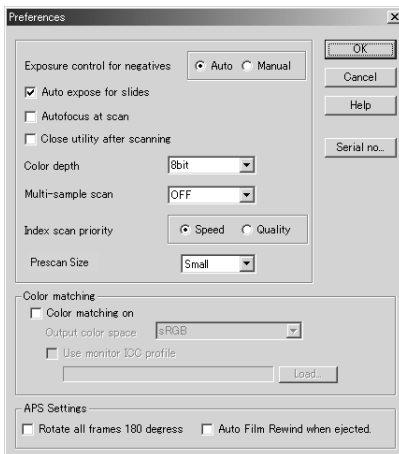 Preferences
Exposure control for negatives Auto Manual
OK
Auto expose for slides
Cancel
Autofocus at scan
Help
Close utility after scanning
Serial no...
Color depth 8bit
Multi-sample scan OFF
Index scan priority Speed Quality
Prescan Size Small
Color matching
Color matching on
Output color space sRGB
Use monitor ICC profile
Load...
APS Settings
Rotate all frames 180 degress Auto Film Rewind when ejected.